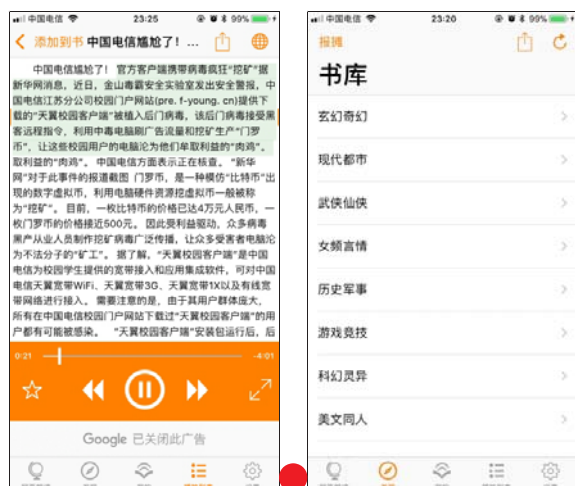 中国电信 23:25 99%
添加到书 中国电信尴尬了！ ...
中国电信尴尬了！ 官方客户端携带病毒疯狂“挖矿”据
新华网消息，近日，金山毒霸安全实验室发出安全警报，中
国电信江苏分公司校园门户网站(pre. f-young. cn)提供下
载的“天翼校园客户端”被植入后门病毒，该后门病毒接受黑
客远程指令，利用中毒电脑刷广告流量和挖矿生产“门罗
币”，让这些校园用户的电脑沦为他们牟取利益的“肉鸡”。
取利益的“肉鸡”。 中国电信方面表示正在核查。 “新华
网”对于此事件的报道截图 门罗币，是一种模仿“比特币”出
现的数字虚拟币，利用电脑硬件资源挖虚拟币一般被称
为“挖矿”。 目前，一枚比特币的价格已达4万元人民币，一
枚门罗币的价格接近500元。 因此受利益驱动，众多病毒
黑产从业人员制作挖矿病毒广泛传播，让众多受害者电脑沦
为不法分子的“矿工”。 据了解，“天翼校园客户端”是中国
电信为校园学生提供的宽带接入和应用集成软件，可对中国
电信天翼宽带WiFi、天翼宽带3G、天翼宽带1X以及有线宽
带网络进行接入。 需要注意的是，由于其用户群体庞大，
所有在中国电信校园门户网站下载过“天翼校园客户端”的用
户都有可能被感染。 “天翼校园客户端”安装包运行后，后
0:21 -4:01
Google 已关闭此广告
中国电信 23:20 99%
报摊
书库
玄幻奇幻
现代都市
武侠仙侠
女频言情
历史军事
游戏竞技
科幻灵异
美文同人